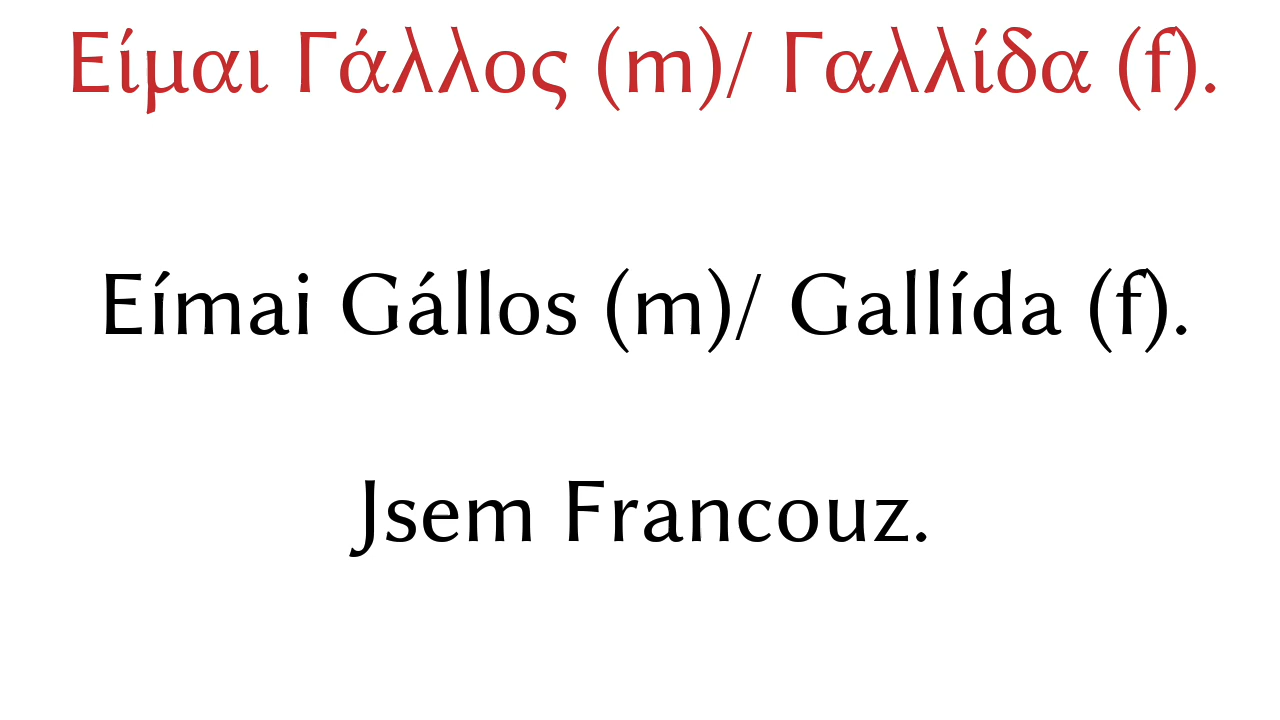 Είμαι Γάλλος (m)/ Γαλλίδα (f).
Eímai Gállos (m)/ Gallída (f).
Jsem Francouz.